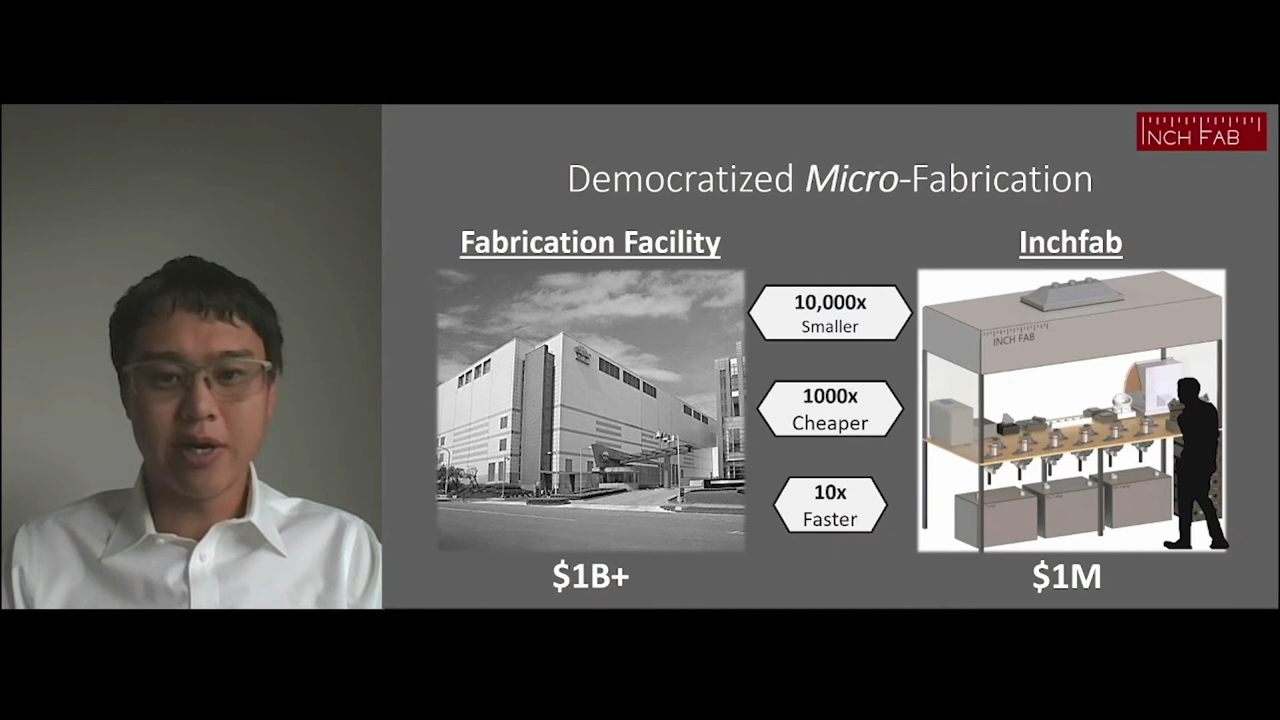 INCH FAB
Democratized Micro-Fabrication
Fabrication Facility
Inchfab
10,000x
Smaller
1000x
Cheaper
10x
Faster
INCH FAB
$1B+
$1M